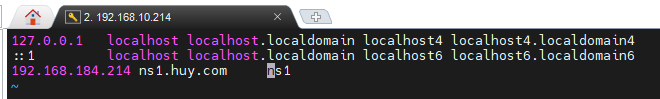 2. 192.168.10.214
127.0.0.1 localhost localhost.localdomain localhost4 localhost4.localdomain4
::1 localhost localhost.localdomain localhost6 localhost6.localdomain6
192.168.184.214 ns1.huy.com ns1
~